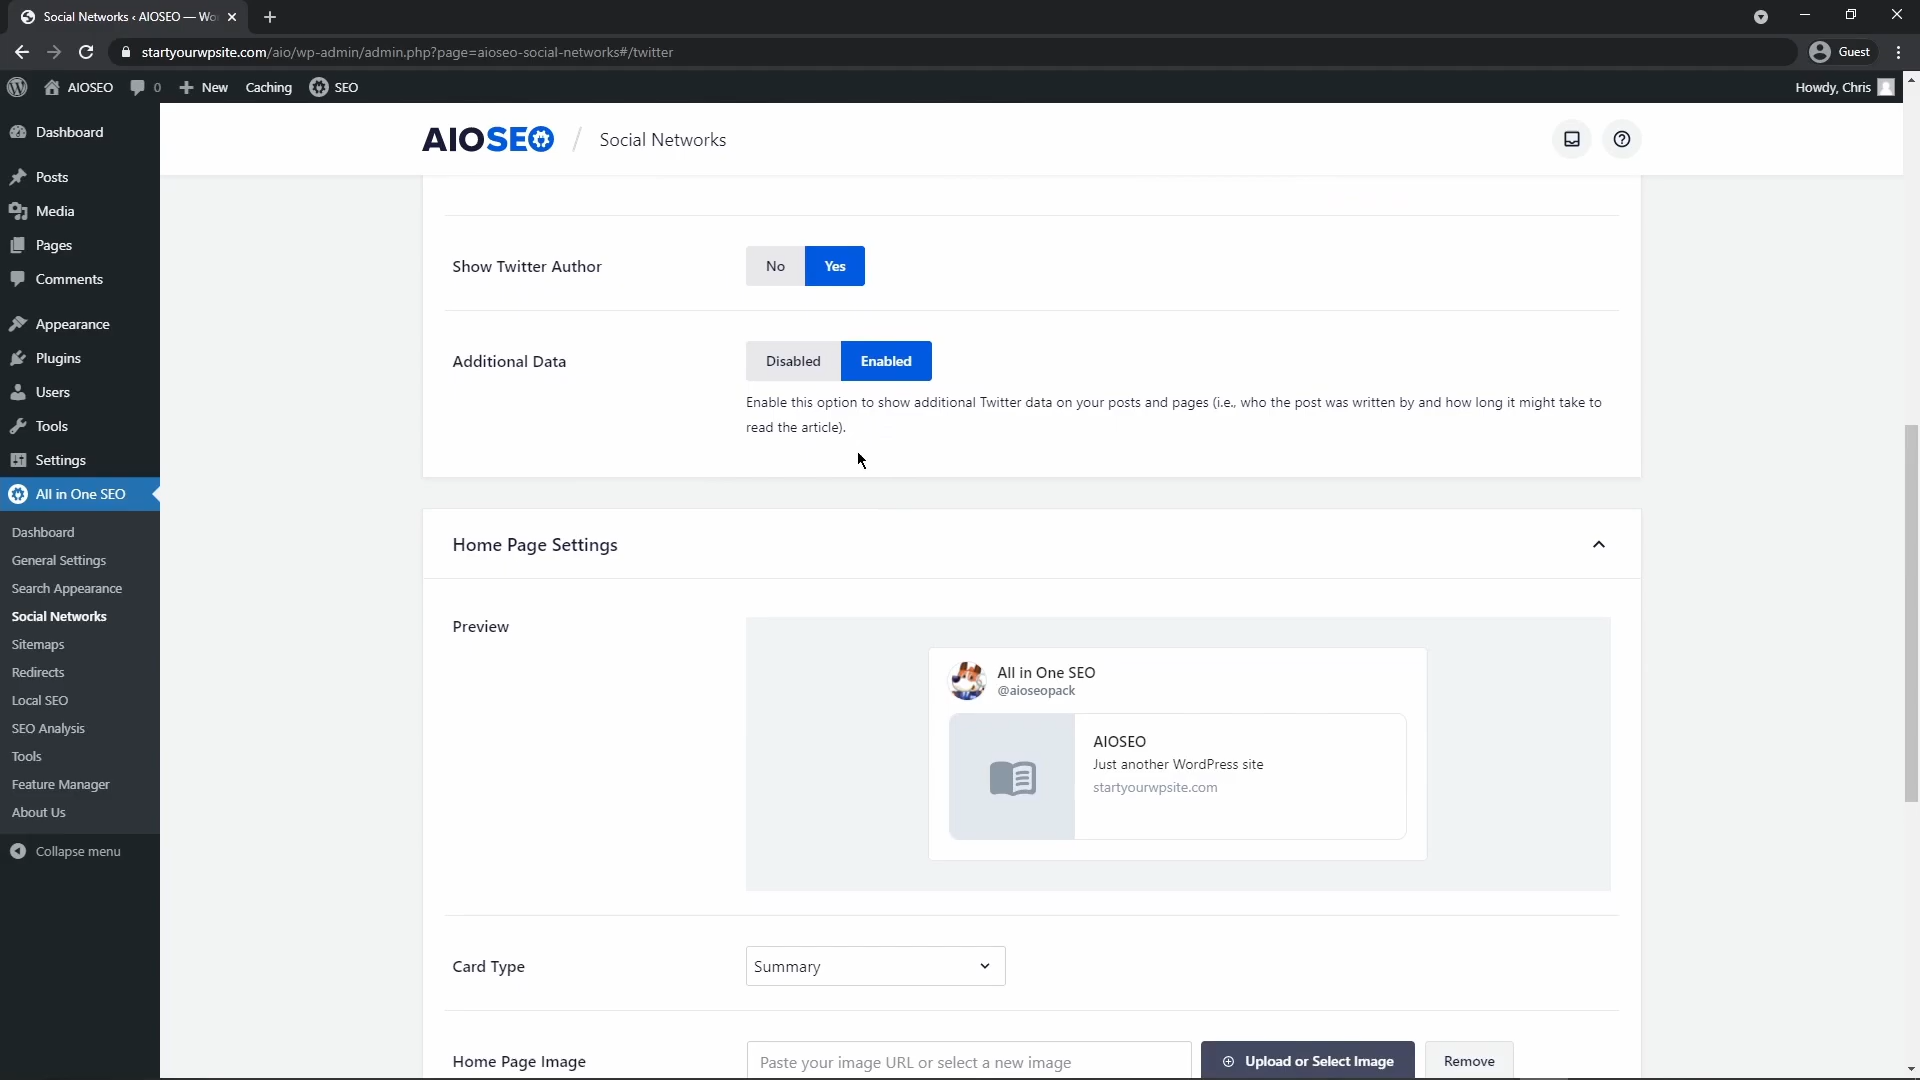 Social Networks ‹ AIOSEO — Wo
startyourwpsite.com/aio/wp-admin/admin.php?page=aioseo-social-networks#/twitter
Guest
AIOSEO
0
New
Caching
SEO
Howdy, Chris
Dashboard
Posts
Media
Pages
Comments
Appearance
Plugins
Users
Tools
Settings
All in One SEO
Dashboard
General Settings
Search Appearance
Social Networks
Sitemaps
Redirects
Local SEO
SEO Analysis
Tools
Feature Manager
About Us
Collapse menu
AIOSEO / Social Networks
Show Twitter Author
No
Yes
Additional Data
Disabled
Enabled
Enable this option to show additional Twitter data on your posts and pages (i.e., who the post was written by and how long it might take to
read the article).
Home Page Settings
Preview
All in One SEO
@aioseopack
AIOSEO
Just another WordPress site
startyourwpsite.com
Card Type
Summary
Home Page Image
Paste your image URL or select a new image
Upload or Select Image
Remove